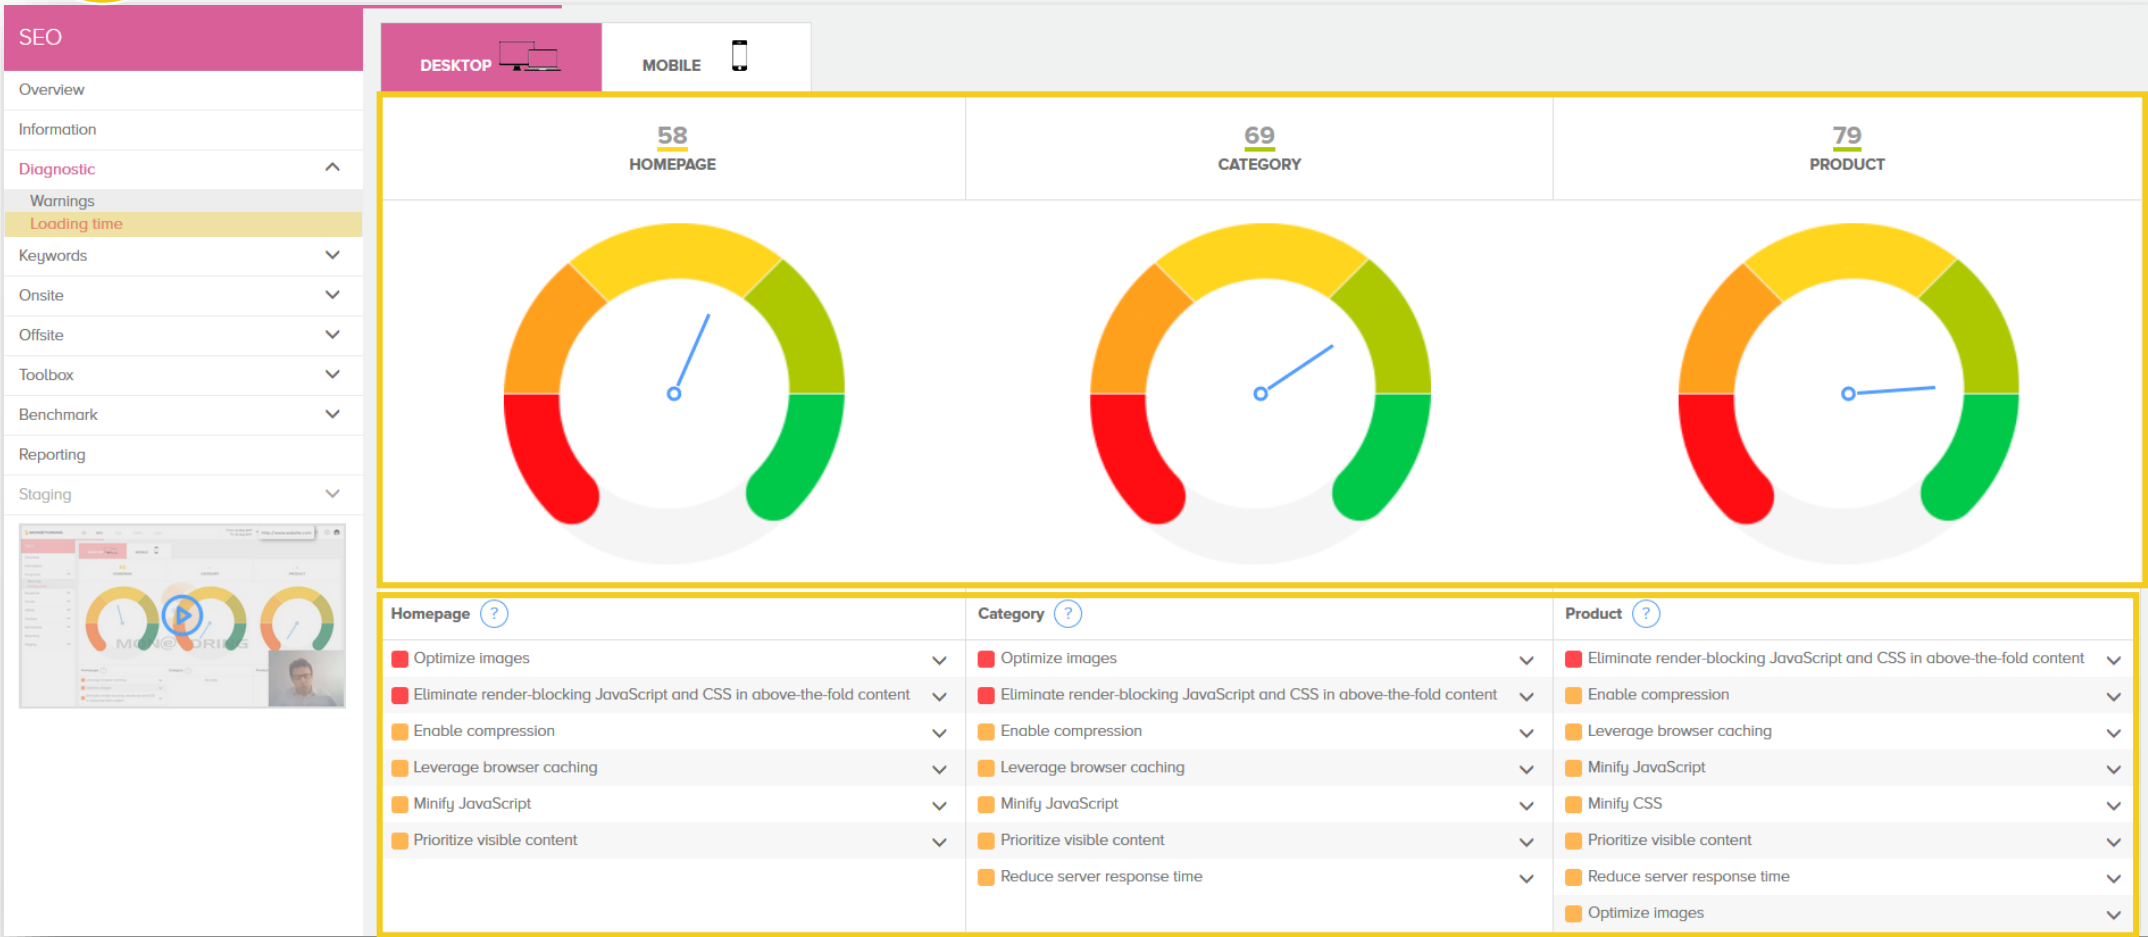 SEO
Overview
Information
Diagnostic
Warnings
Loading time
Keywords
Onsite
Offsite
Toolbox
Benchmark
Reporting
Staging
DESKTOP
MOBILE
58
HOMEPAGE
69
CATEGORY
79
PRODUCT
Homepage ?
Optimize images
Eliminate render-blocking JavaScript and CSS in above-the-fold content
Enable compression
Leverage browser caching
Minify JavaScript
Prioritize visible content
Category ?
Optimize images
Eliminate render-blocking JavaScript and CSS in above-the-fold content
Enable compression
Leverage browser caching
Minify JavaScript
Prioritize visible content
Reduce server response time
Product ?
Eliminate render-blocking JavaScript and CSS in above-the-fold content
Enable compression
Leverage browser caching
Minify JavaScript
Minify CSS
Prioritize visible content
Reduce server response time
Optimize images